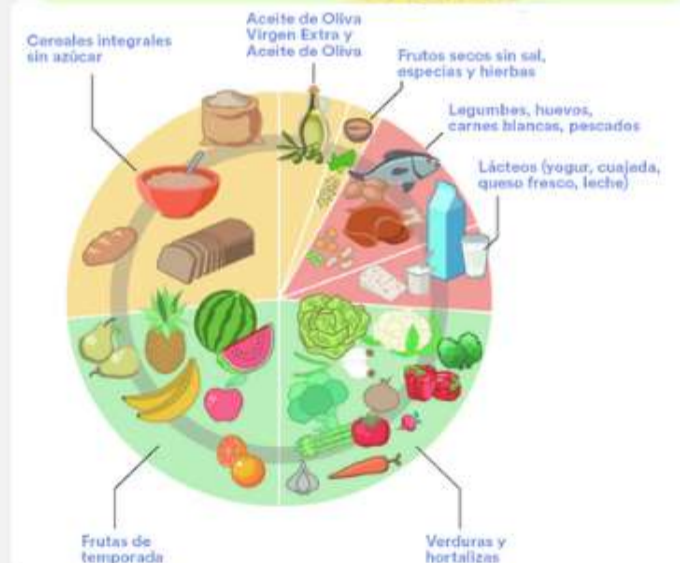 Aceite de Oliva
Virgen Extra y
Aceite de Oliva
Cereales integrales
sin azúcar
Frutos secos sin sal,
especias y hierbas
Legumbes, huevos,
carnes blancas, pescados
Lácteos (yogur, cuajada,
queso fresco, leche)
Frutas de
temporada
Verduras y
hortalizas